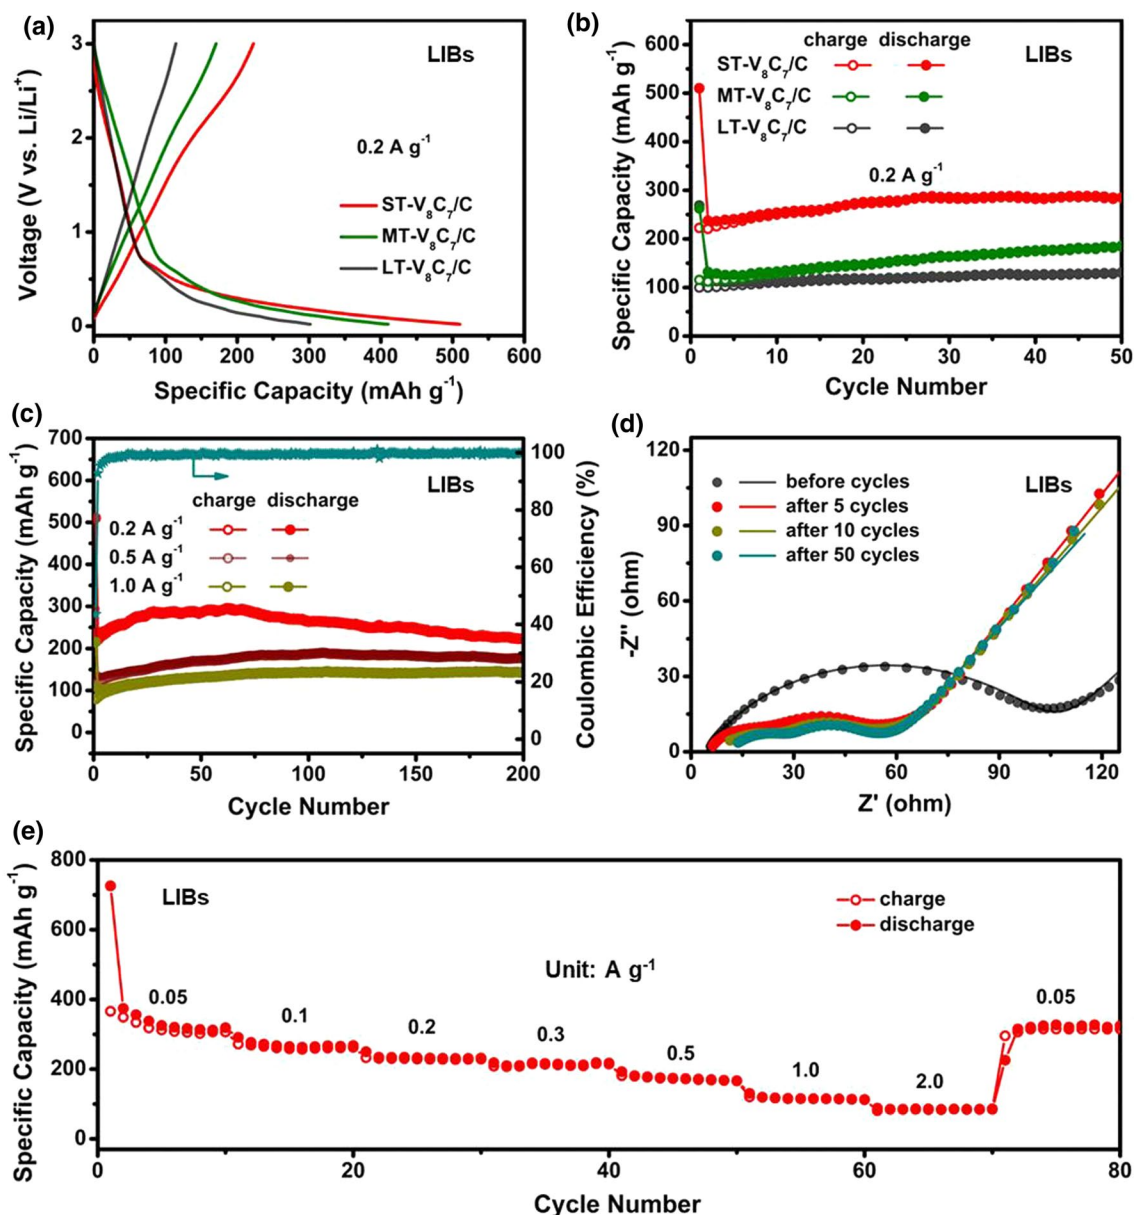 (a)
LIBs
0.2 A g⁻¹
ST-V₈C₇/C
MT-V₈C₇/C
LT-V₈C₇/C
Voltage (V vs. Li/Li⁺)
3
2
1
0
0 100 200 300 400 500 600
Specific Capacity (mAh g⁻¹)
(b)
charge discharge LIBs
ST-V₈C₇/C
MT-V₈C₇/C
LT-V₈C₇/C
0.2 A g⁻¹
Specific Capacity (mAh g⁻¹)
600
500
400
300
200
100
0
10 20 30 40 50
Cycle Number
(c)
LIBs
charge discharge
0.2 A g⁻¹
0.5 A g⁻¹
1.0 A g⁻¹
Specific Capacity (mAh g⁻¹)
700
650
600
550
500
300
200
100
0
0 50 100 150 200
Cycle Number
Coulombic Efficiency (%)
100
80
60
40
20
0
(d)
before cycles LIBs
after 5 cycles
after 10 cycles
after 50 cycles
-Z'' (ohm)
120
90
60
30
0
0 30 60 90 120
Z' (ohm)
(e)
LIBs
charge
discharge
Unit: A g⁻¹
0.05 0.1 0.2 0.3 0.5 1.0 2.0 0.05
Specific Capacity (mAh g⁻¹)
800
600
400
200
0
0 20 40 60 80
Cycle Number